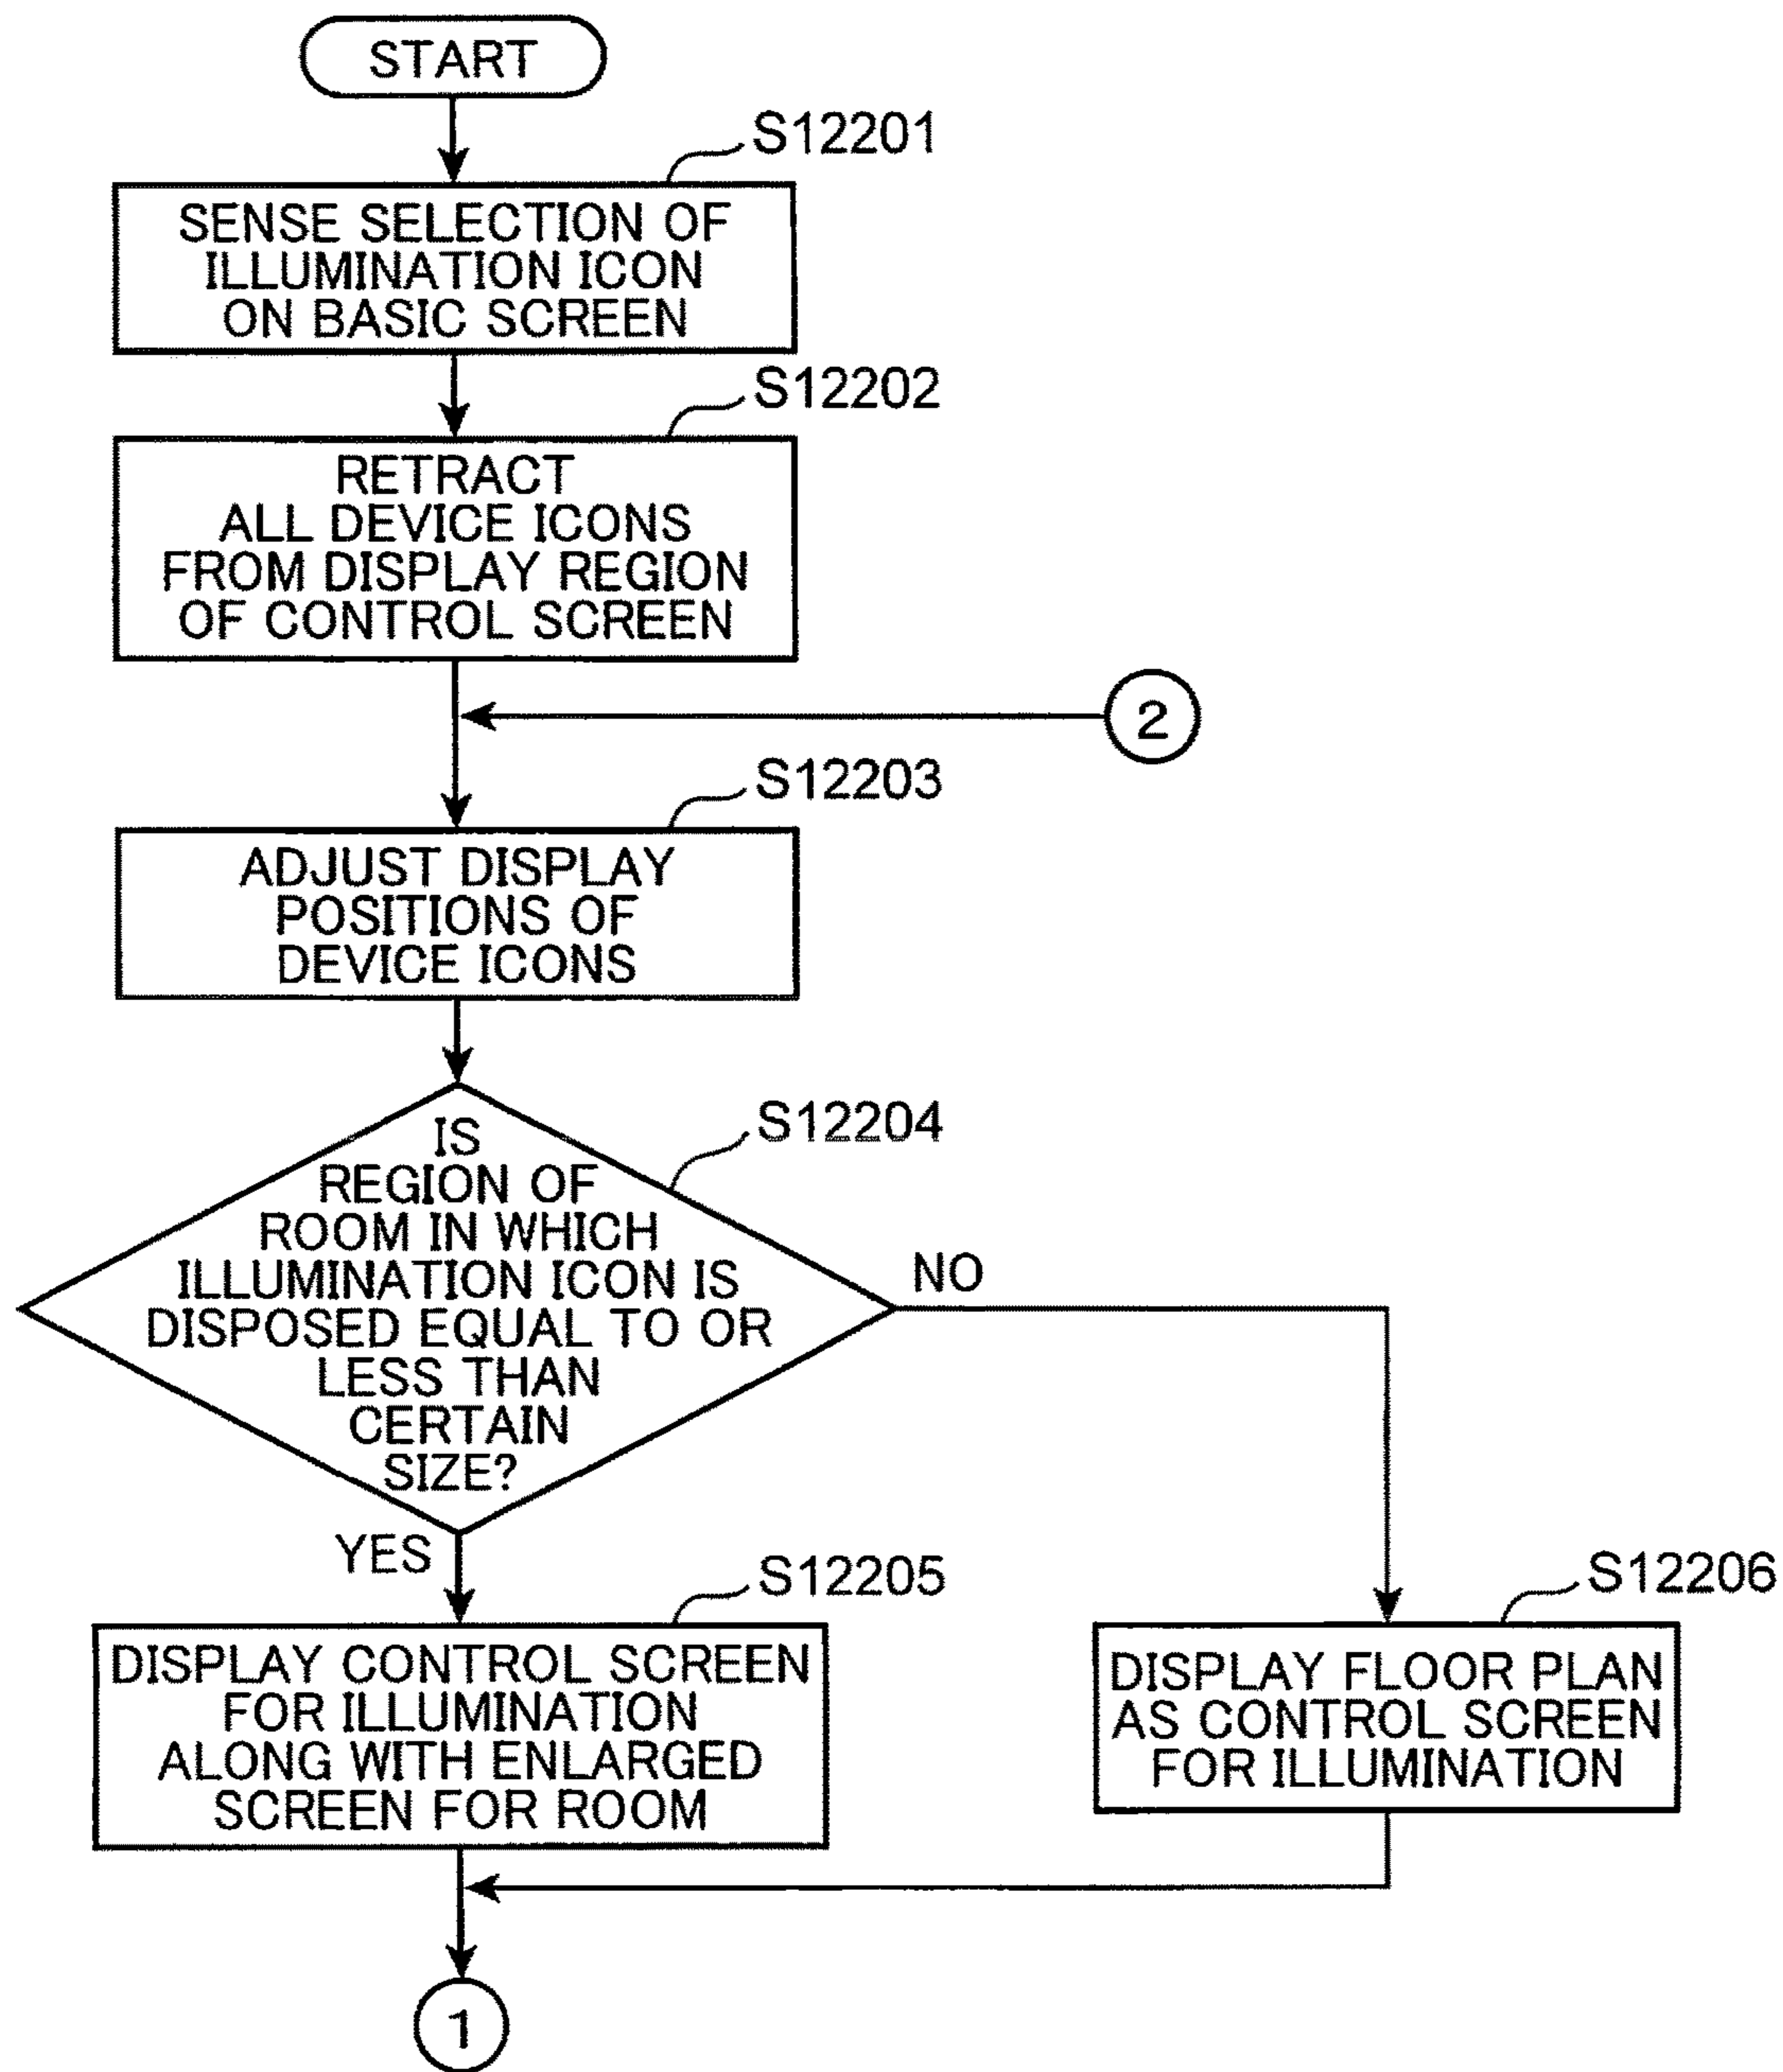 START
S12201
SENSE SELECTION OF
ILLUMINATION ICON
ON BASIC SCREEN
S12202
RETRACT
ALL DEVICE ICONS
FROM DISPLAY REGION
OF CONTROL SCREEN
2
S12203
ADJUST DISPLAY
POSITIONS OF
DEVICE ICONS
S12204
IS
REGION OF
ROOM IN WHICH
ILLUMINATION ICON IS
DISPOSED EQUAL TO OR
LESS THAN
CERTAIN
SIZE?
NO
YES
S12205
DISPLAY CONTROL SCREEN
FOR ILLUMINATION
ALONG WITH ENLARGED
SCREEN FOR ROOM
S12206
DISPLAY FLOOR PLAN
AS CONTROL SCREEN
FOR ILLUMINATION
1